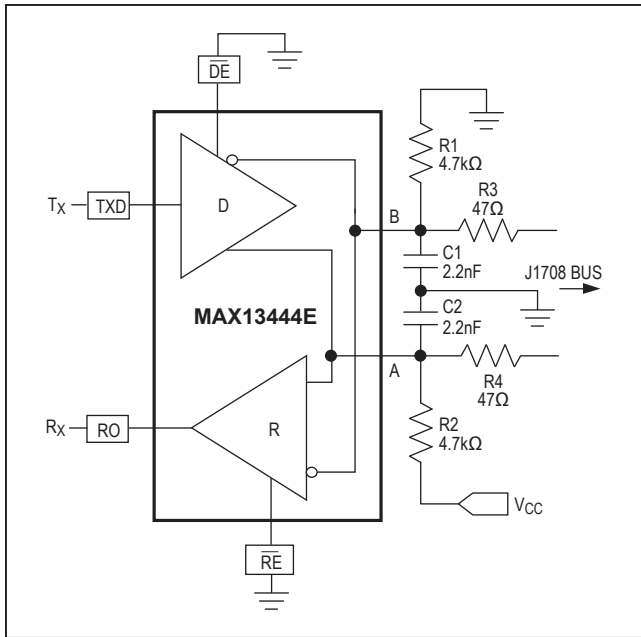 DE
R1
4.7kΩ
R3
47Ω
TX
TXD
D
B
C1
2.2nF
J1708 BUS
MAX13444E
C2
2.2nF
A
R4
47Ω
RX
RO
R
R2
4.7kΩ
VCC
RE